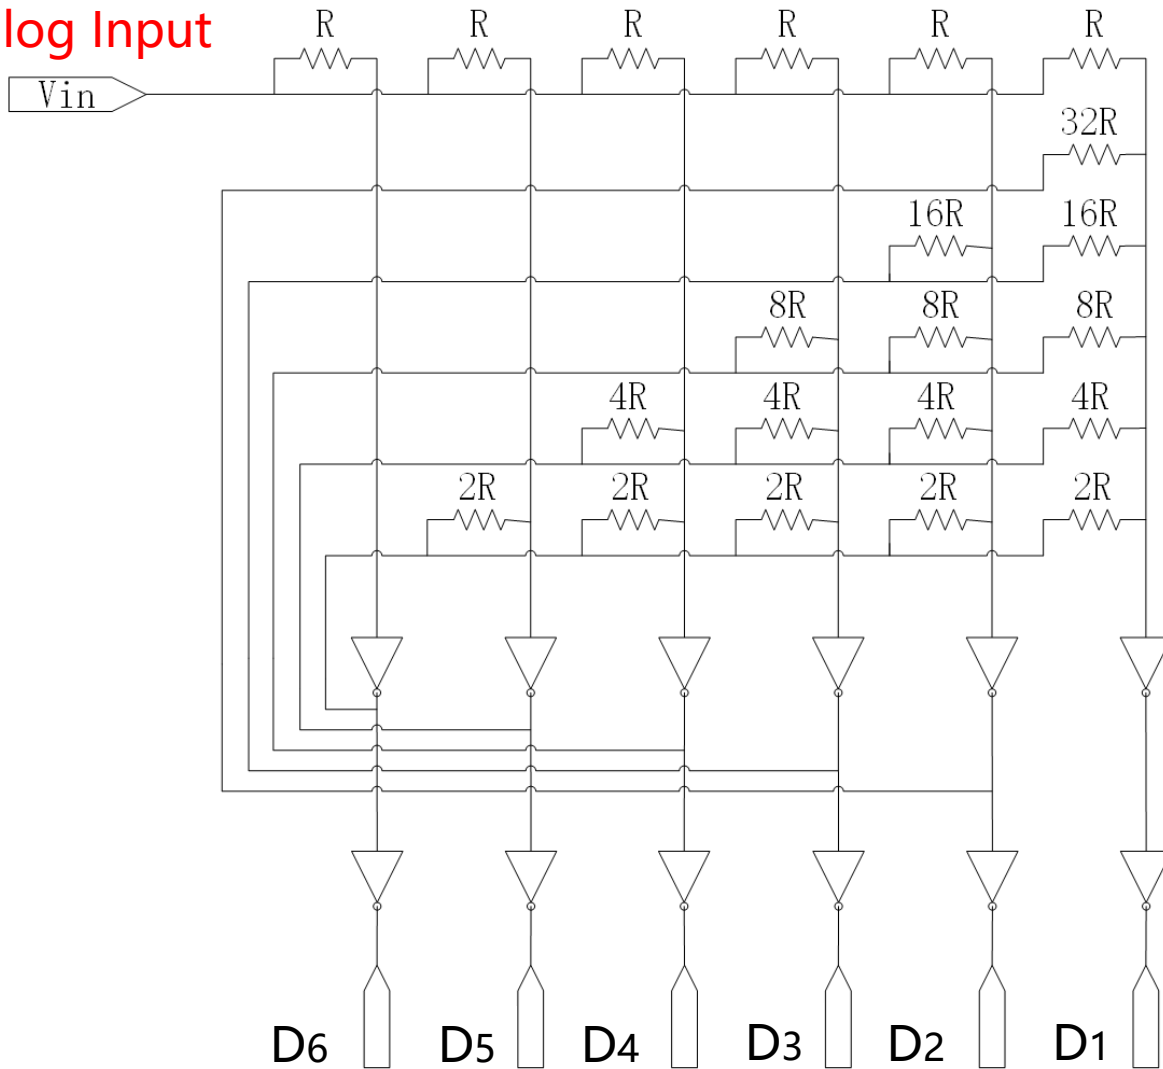 log Input
R R R R R R
Vin
32R
16R 16R
8R 8R 8R
4R 4R 4R 4R
2R 2R 2R 2R 2R
D6 D5 D4 D3 D2 D1